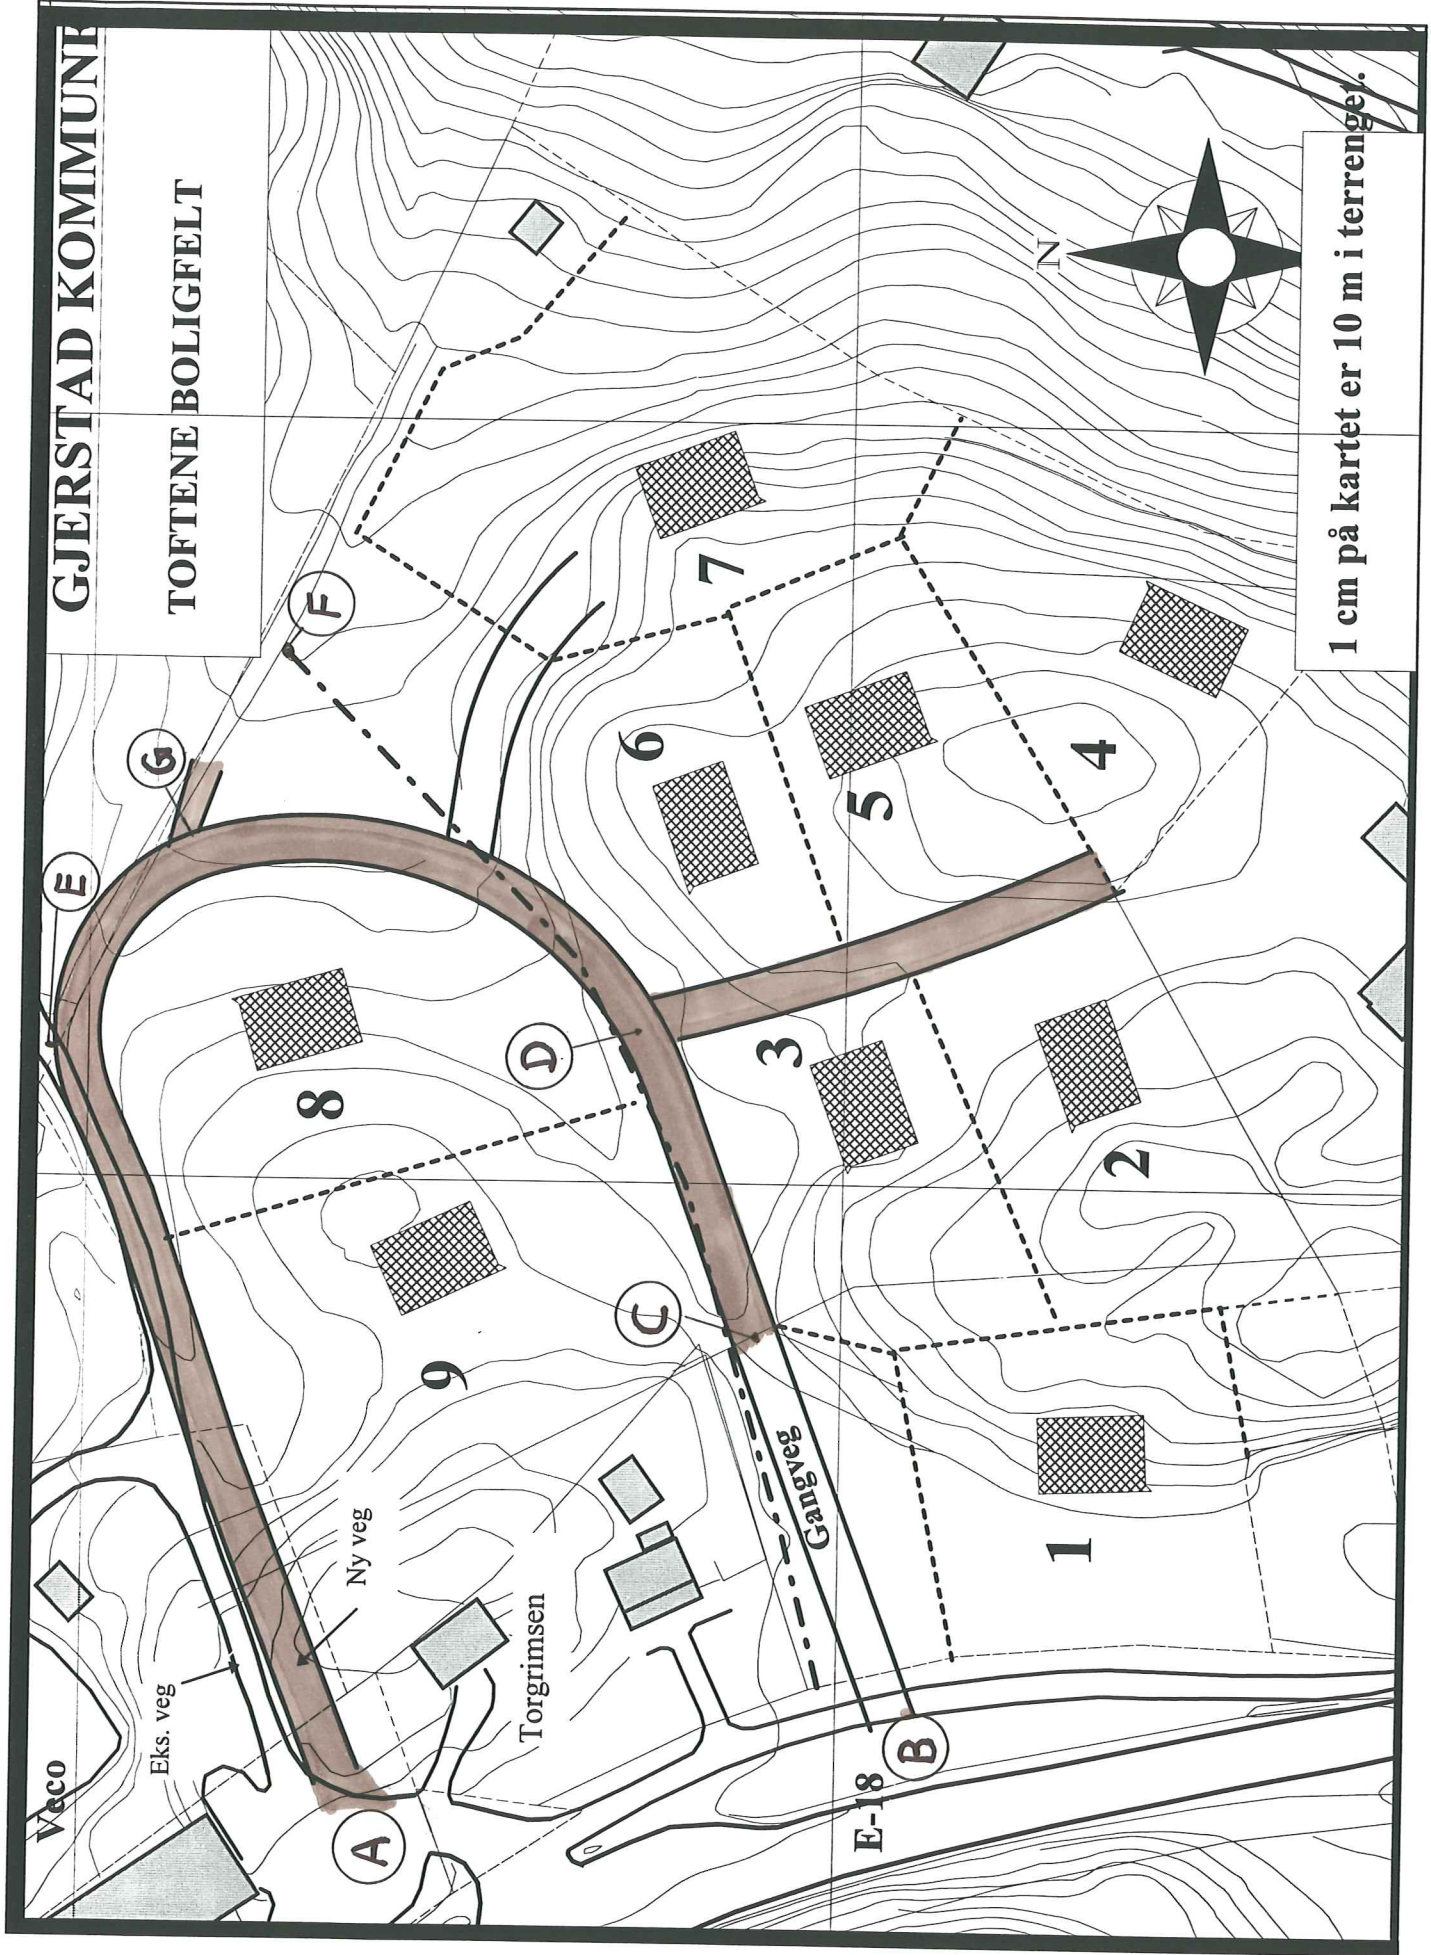 GJERSTAD KOMMUNE
TOFTENE BOLIGFELT
N
1 cm på kartet er 10 m i terrenget.
G
F
E
D
C
B
A
1
2
3
4
5
6
7
8
9
Gangveg
Ny veg
Eks. veg
Torgrimsen
Veco
E-18